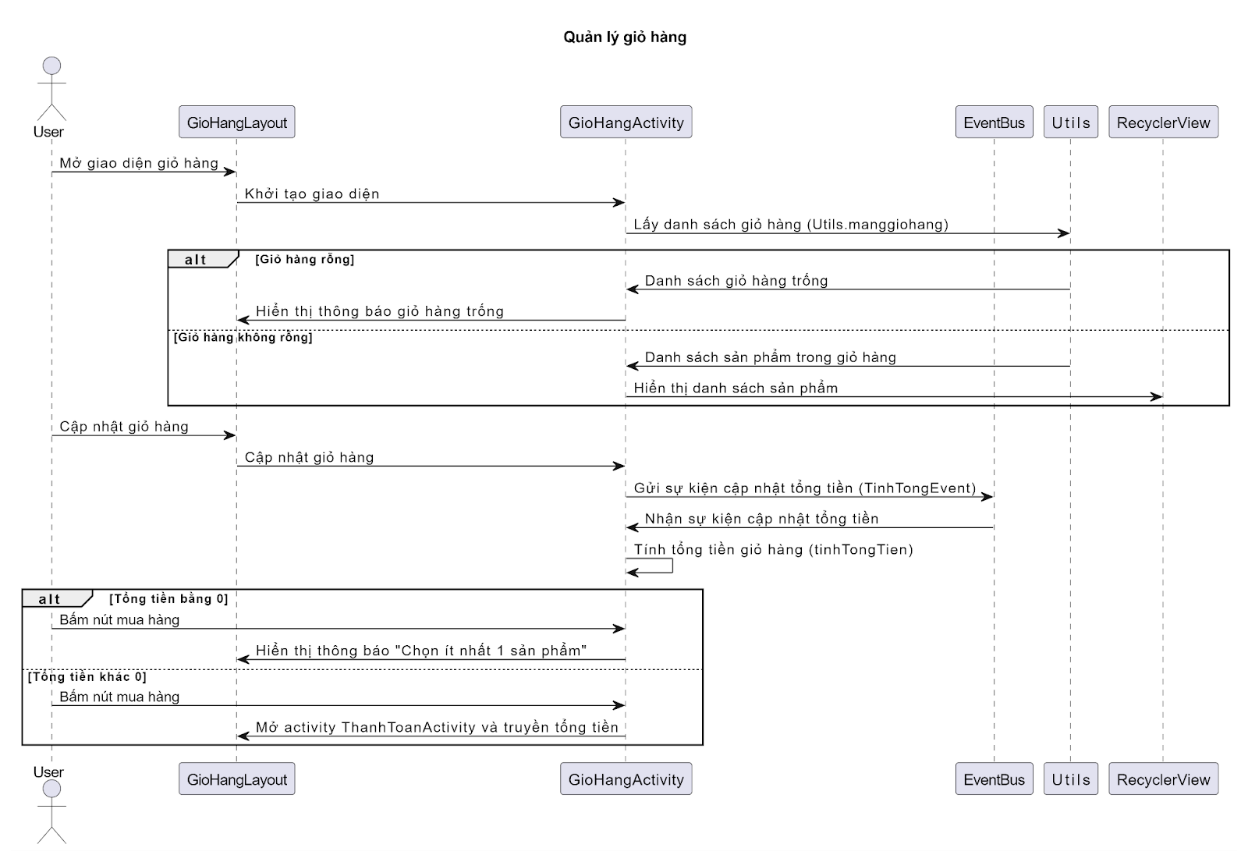 Quản lý giỏ hàng
User
GioHangLayout
GioHangActivity
EventBus
Utils
RecyclerView
Mở giao diện giỏ hàng
Khởi tạo giao diện
Lấy danh sách giỏ hàng (Utils.manggiohang)
alt
[Giỏ hàng rỗng]
Danh sách giỏ hàng trống
Hiển thị thông báo giỏ hàng trống
[Giỏ hàng không rỗng]
Danh sách sản phẩm trong giỏ hàng
Hiển thị danh sách sản phẩm
Cập nhật giỏ hàng
Cập nhật giỏ hàng
Gửi sự kiện cập nhật tổng tiền (TinhTongEvent)
Nhận sự kiện cập nhật tổng tiền
Tính tổng tiền giỏ hàng (tinhTongTien)
alt
[Tổng tiền bằng 0]
Bấm nút mua hàng
Hiển thị thông báo "Chọn ít nhất 1 sản phẩm"
[Tổng tiền khác 0]
Bấm nút mua hàng
Mở activity ThanhToanActivity và truyền tổng tiền
User
GioHangLayout
GioHangActivity
EventBus
Utils
RecyclerView